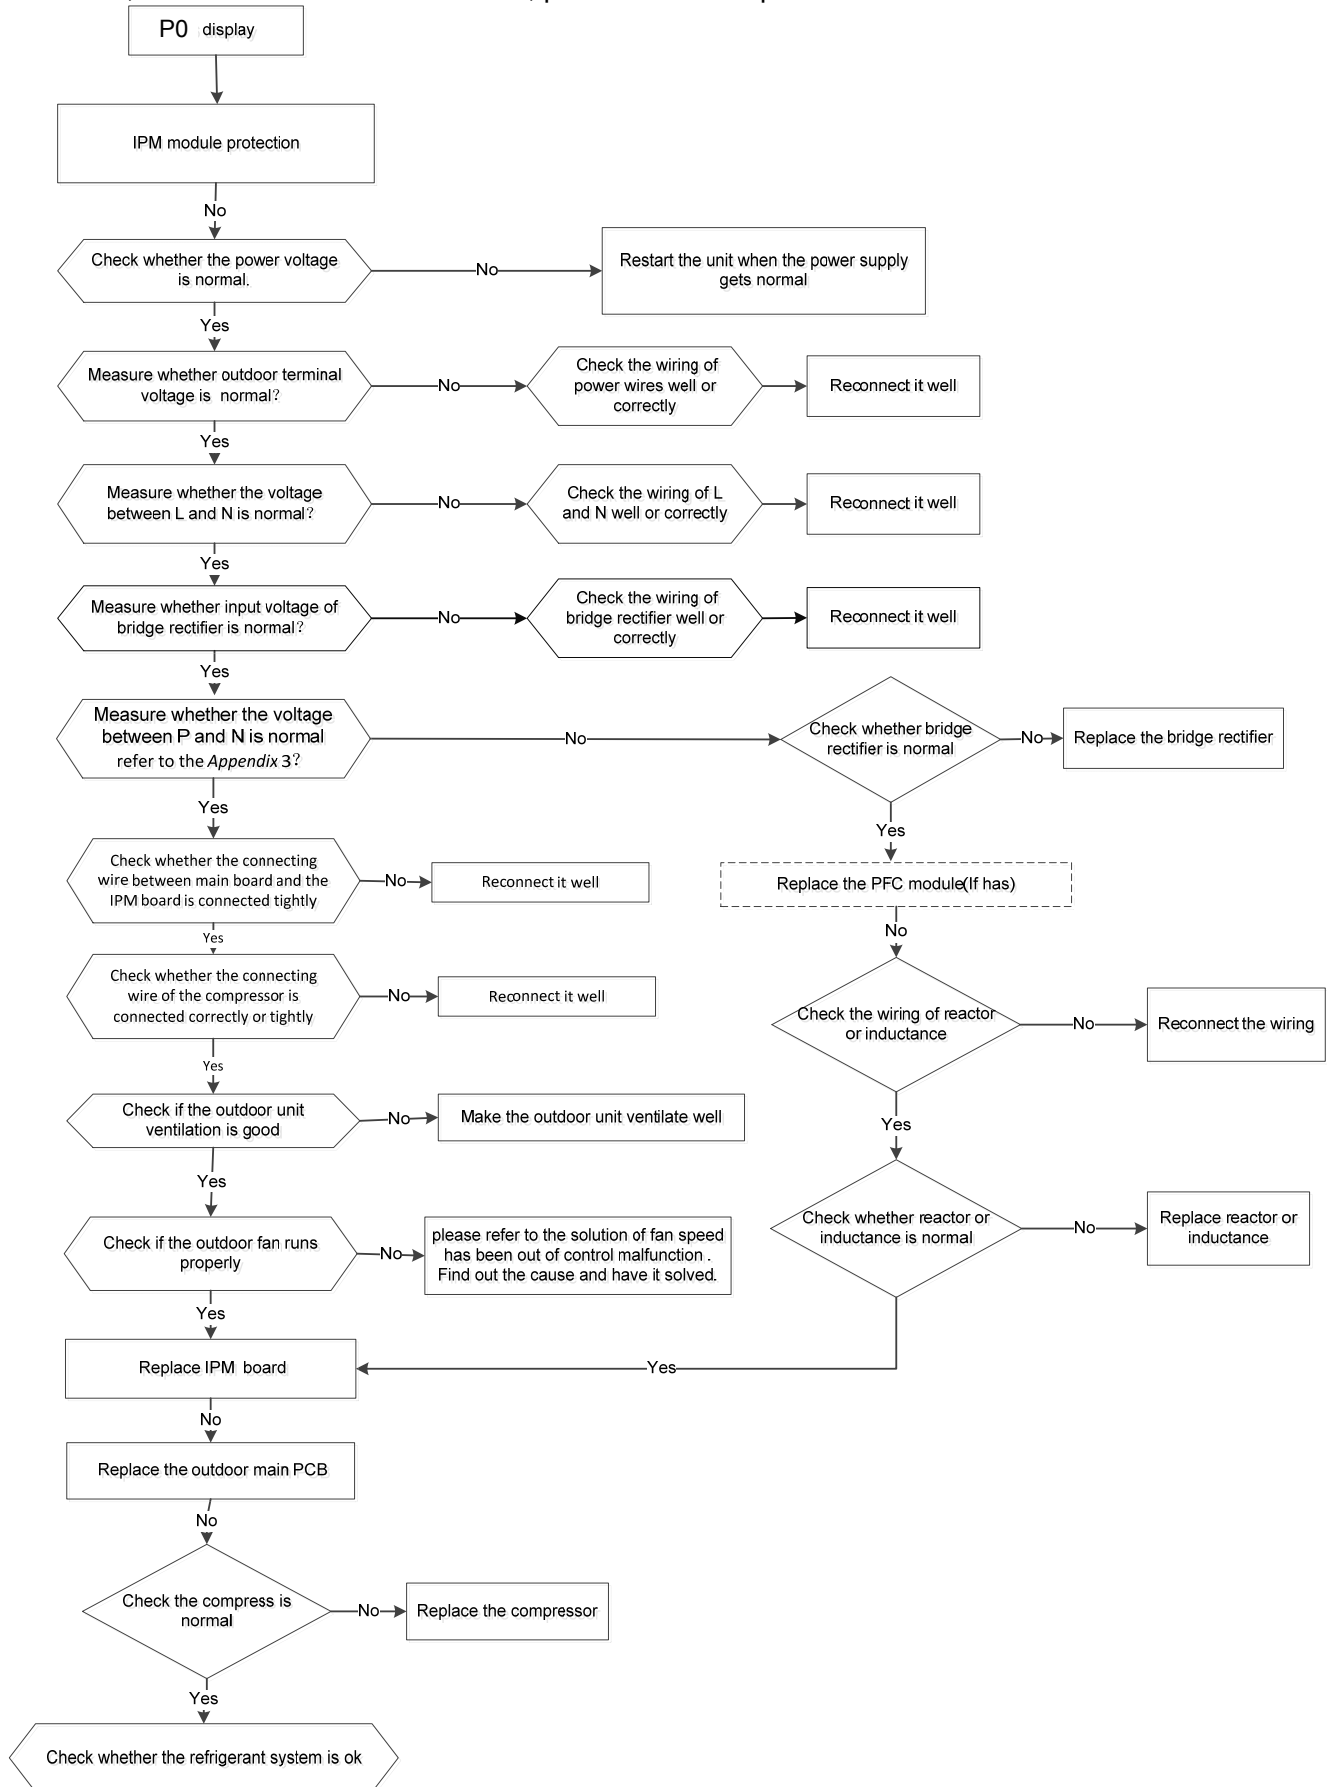 P0 display
IPM module protection
No
Check whether the power voltage
is normal.
No
Restart the unit when the power supply
gets normal
Yes
Measure whether outdoor terminal
voltage is normal?
No
Check the wiring of
power wires well or
correctly
Reconnect it well
Yes
Measure whether the voltage
between L and N is normal?
No
Check the wiring of L
and N well or correctly
Reconnect it well
Yes
Measure whether input voltage of
bridge rectifier is normal?
No
Check the wiring of
bridge rectifier well or
correctly
Reconnect it well
Yes
Measure whether the voltage
between P and N is normal
refer to the Appendix 3?
No
Check whether bridge
rectifier is normal
No
Replace the bridge rectifier
Yes
Yes
Check whether the connecting
wire between main board and the
IPM board is connected tightly
No
Reconnect it well
Replace the PFC module(If has)
Yes
No
Check whether the connecting
wire of the compressor is
connected correctly or tightly
No
Reconnect it well
Check the wiring of reactor
or inductance
No
Reconnect the wiring
Yes
Check if the outdoor unit
ventilation is good
No
Make the outdoor unit ventilate well
Yes
Yes
Check if the outdoor fan runs
properly
No
please refer to the solution of fan speed
has been out of control malfunction .
Find out the cause and have it solved.
Check whether reactor or
inductance is normal
No
Replace reactor or
inductance
Yes
Replace IPM board
Yes
No
Replace the outdoor main PCB
No
Check the compress is
normal
No
Replace the compressor
Yes
Check whether the refrigerant system is ok